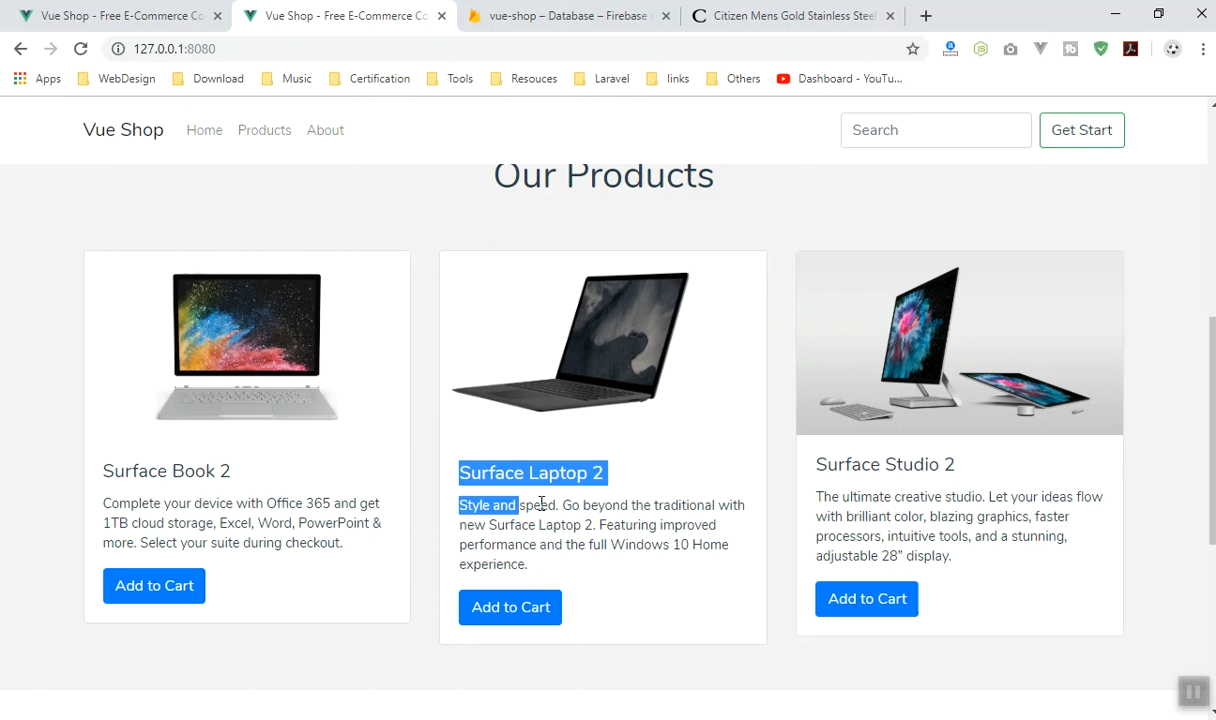 Vue Shop - Free E-Commerce Co
Vue Shop - Free E-Commerce Co
vue-shop – Database – Firebase
Citizen Mens Gold Stainless Steel
127.0.0.1:8080
Apps
WebDesign
Download
Music
Certification
Tools
Resouces
Laravel
links
Others
Dashboard - YouTu...
Vue Shop
Home
Products
About
Search
Get Start
Our Products
Surface Book 2
Complete your device with Office 365 and get
1TB cloud storage, Excel, Word, PowerPoint &
more. Select your suite during checkout.
Add to Cart
Surface Laptop 2
Style and speed. Go beyond the traditional with
new Surface Laptop 2. Featuring improved
performance and the full Windows 10 Home
experience.
Add to Cart
Surface Studio 2
The ultimate creative studio. Let your ideas flow
with brilliant color, blazing graphics, faster
processors, intuitive tools, and a stunning,
adjustable 28” display.
Add to Cart